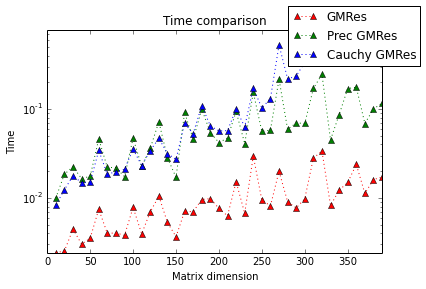 Time comparison
GMRes
Prec GMRes
Cauchy GMRes
Time
10⁻¹
10⁻²
0 50 100 150 200 250 300 350
Matrix dimension